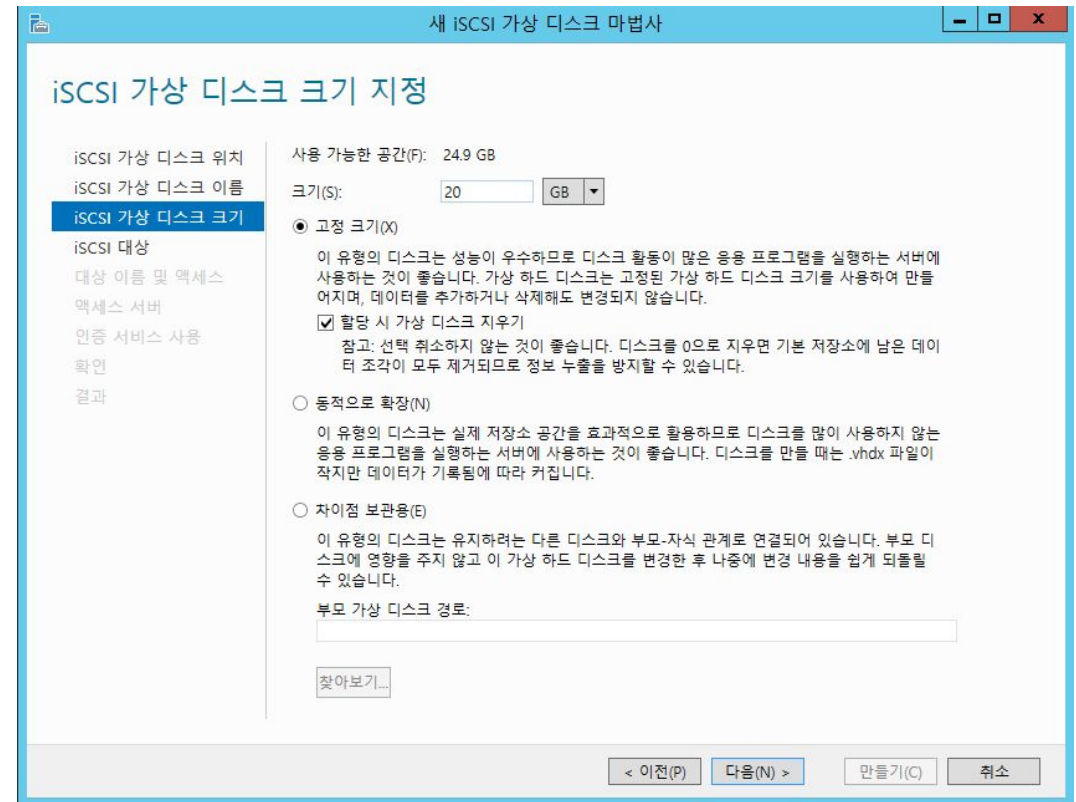 새 iSCSI 가상 디스크 마법사
iSCSI 가상 디스크 크기 지정
iSCSI 가상 디스크 위치
iSCSI 가상 디스크 이름
iSCSI 가상 디스크 크기
iSCSI 대상
대상 이름 및 액세스
액세스 서버
인증 서비스 사용
확인
결과
사용 가능한 공간(F): 24.9 GB
크기(S): 20 GB
고정 크기(X)
이 유형의 디스크는 성능이 우수하므로 디스크 활동이 많은 응용 프로그램을 실행하는 서버에
사용하는 것이 좋습니다. 가상 하드 디스크는 고정된 가상 하드 디스크 크기를 사용하여 만들
어지며, 데이터를 추가하거나 삭제해도 변경되지 않습니다.
할당 시 가상 디스크 지우기
참고: 선택 취소하지 않는 것이 좋습니다. 디스크를 0으로 지우면 기본 저장소에 남은 데이
터 조각이 모두 제거되므로 정보 누출을 방지할 수 있습니다.
동적으로 확장(N)
이 유형의 디스크는 실제 저장소 공간을 효과적으로 활용하므로 디스크를 많이 사용하지 않는
응용 프로그램을 실행하는 서버에 사용하는 것이 좋습니다. 디스크를 만들 때는 .vhdx 파일이
작지만 데이터가 기록됨에 따라 커집니다.
차이점 보관용(E)
이 유형의 디스크는 유지하려는 다른 디스크와 부모-자식 관계로 연결되어 있습니다. 부모 디
스크에 영향을 주지 않고 이 가상 하드 디스크를 변경한 후 나중에 변경 내용을 쉽게 되돌릴
수 있습니다.
부모 가상 디스크 경로:
찾아보기...
< 이전(P) 다음(N) > 만들기(C) 취소